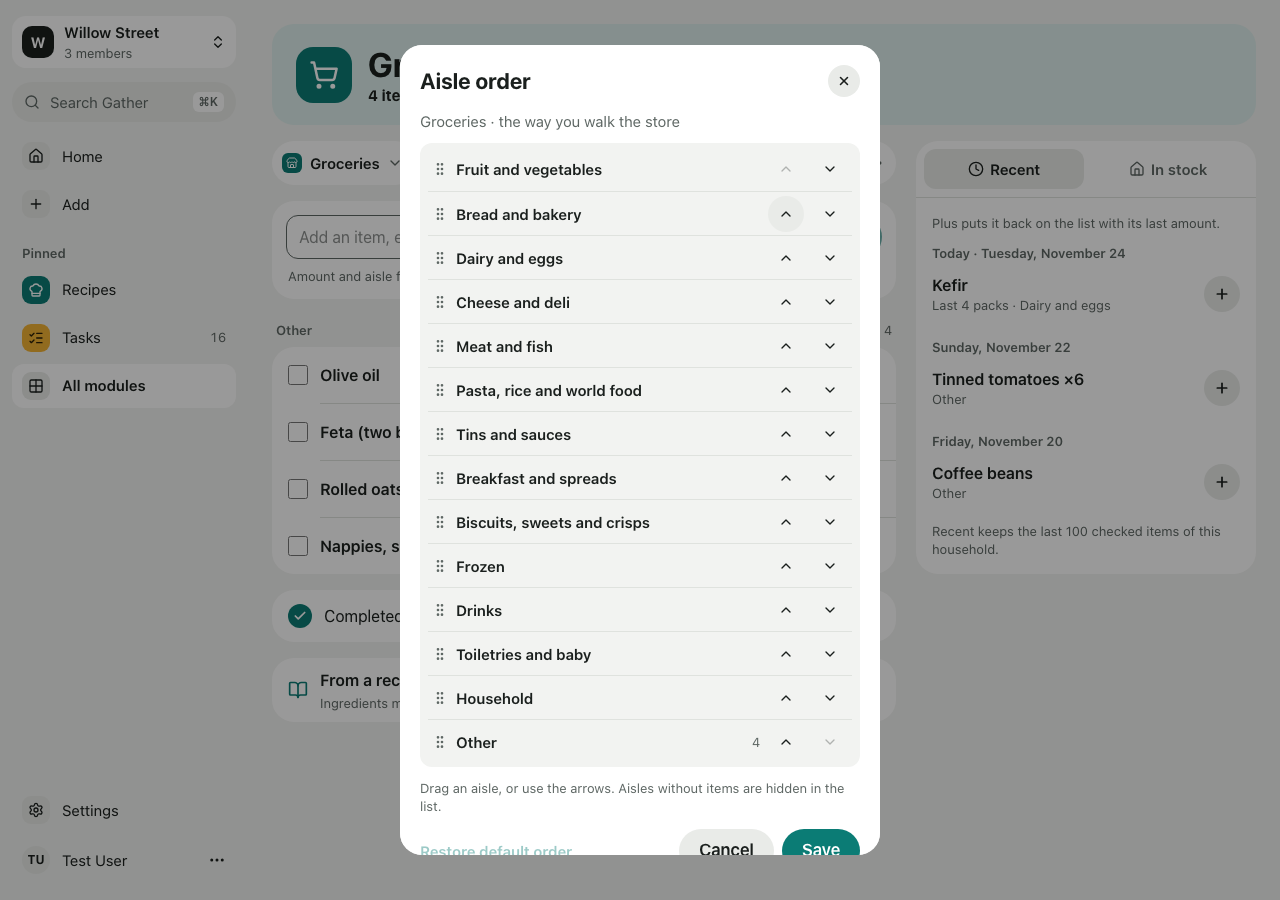 W
Willow Street
3 members
Search Gather
⌘K
Home
Add
Pinned
Recipes
Tasks
16
All modules
Settings
TU
Test User
4 ite
Groceries
Add an item, e
Amount and aisle f
Other
4
Olive oil
Feta (two b
Rolled oats
Nappies, s
Completed
From a rec
Ingredients m
Aisle order
Groceries · the way you walk the store
Fruit and vegetables
Bread and bakery
Dairy and eggs
Cheese and deli
Meat and fish
Pasta, rice and world food
Tins and sauces
Breakfast and spreads
Biscuits, sweets and crisps
Frozen
Drinks
Toiletries and baby
Household
Other
4
Drag an aisle, or use the arrows. Aisles without items are hidden in the
list.
Restore default order
Cancel
Save
Recent
In stock
Plus puts it back on the list with its last amount.
Today · Tuesday, November 24
Kefir
Last 4 packs · Dairy and eggs
Sunday, November 22
Tinned tomatoes ×6
Other
Friday, November 20
Coffee beans
Other
Recent keeps the last 100 checked items of this
household.